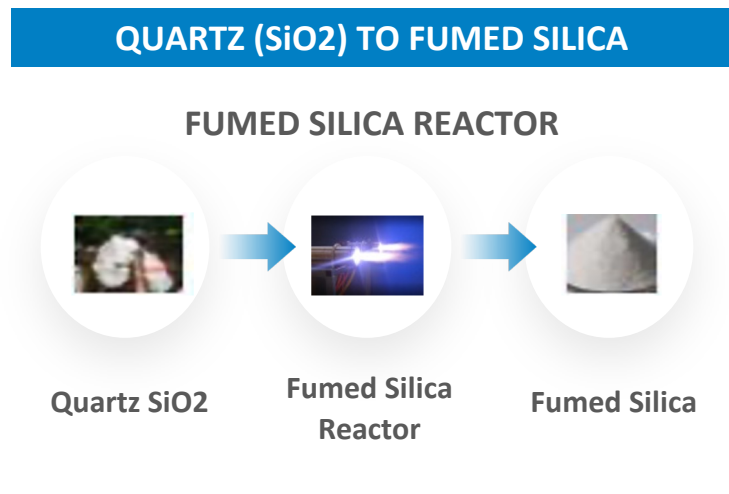 QUARTZ (SiO2) TO FUMED SILICA
FUMED SILICA REACTOR
Quartz SiO2
Fumed Silica
Reactor
Fumed Silica